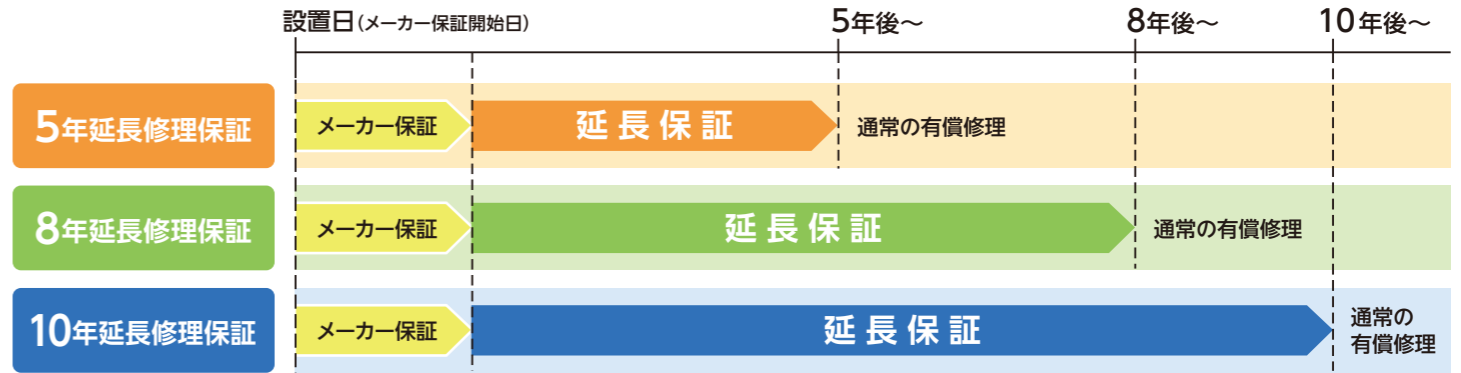 設置日（メーカー保証開始日） 5年後〜 8年後〜 10年後〜
5年延長修理保証 メーカー保証 延長保証 通常の有償修理
8年延長修理保証 メーカー保証 延長保証 通常の有償修理
10年延長修理保証 メーカー保証 延長保証 通常の
有償修理